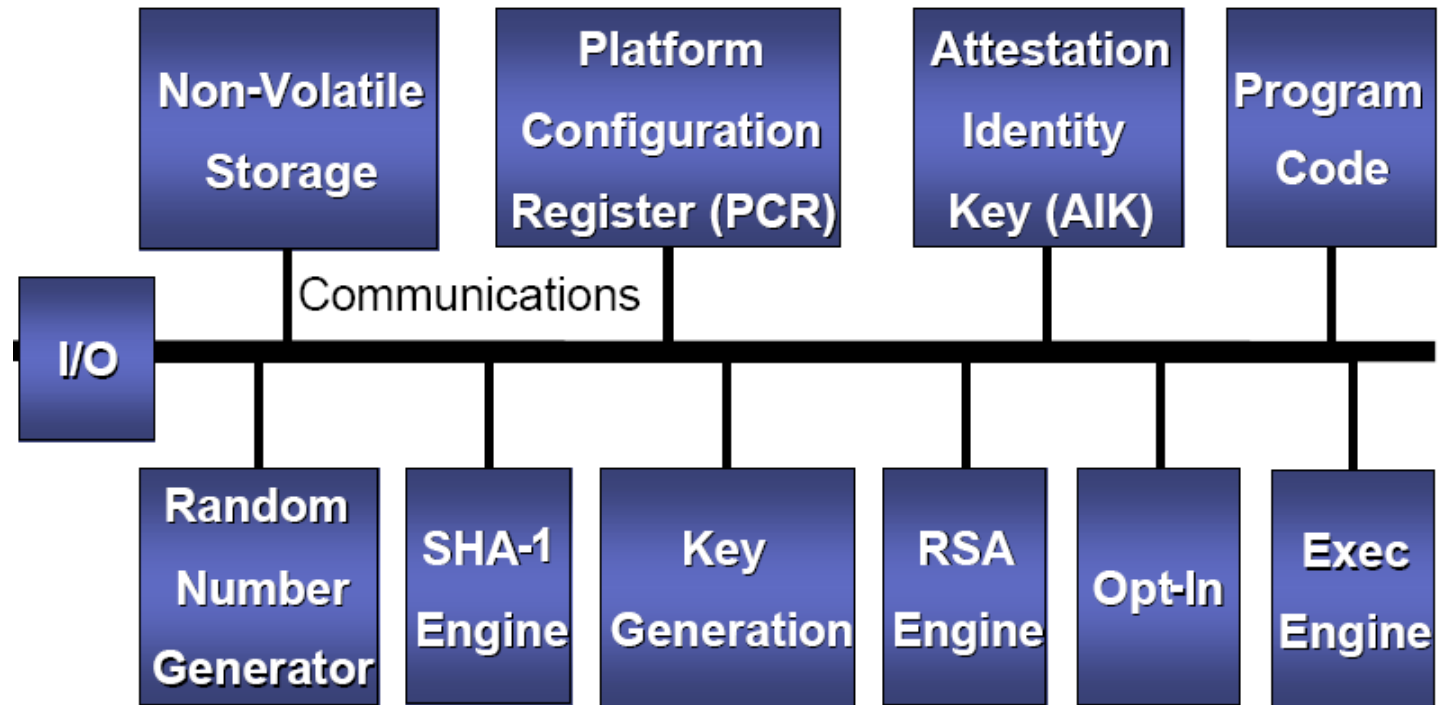 Non-Volatile
Storage
Platform
Configuration
Register (PCR)
Attestation
Identity
Key (AIK)
Program
Code
Communications
I/O
Random
Number
Generator
SHA-1
Engine
Key
Generation
RSA
Engine
Opt-In
Exec
Engine